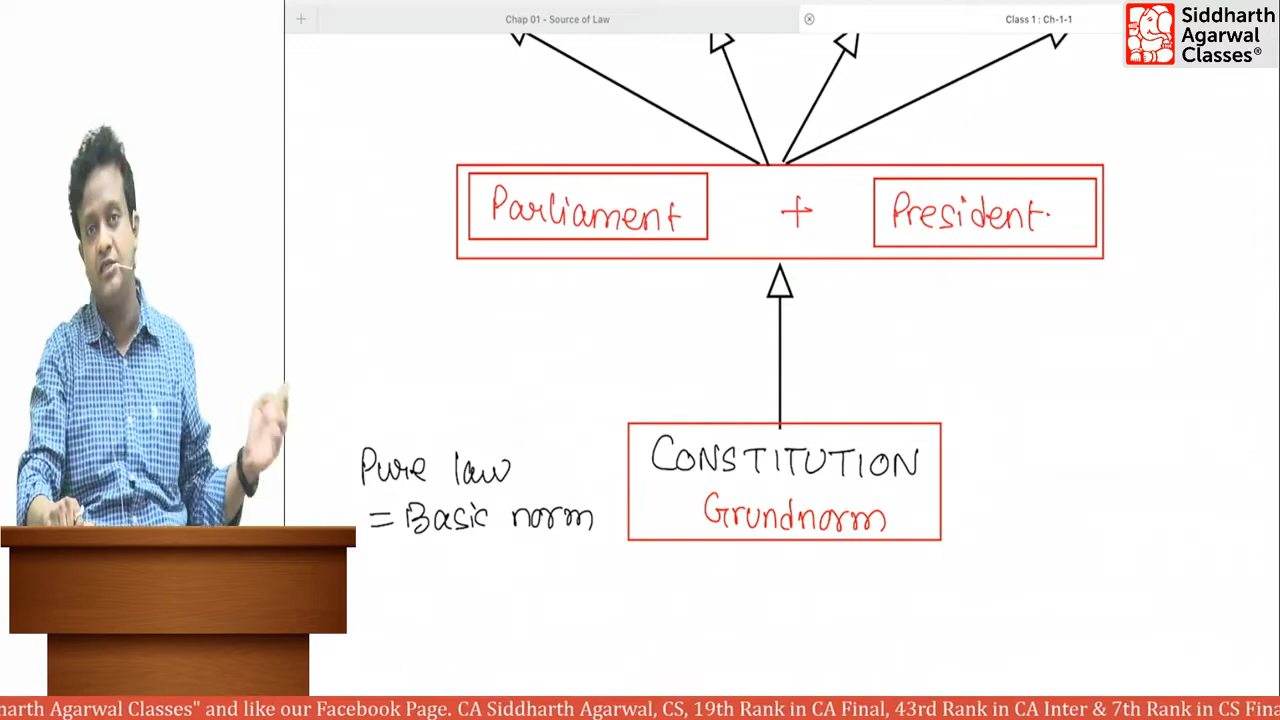 Chap 01 - Source of Law
Class 1 : Ch-1-1
Siddharth
Agarwal
Classes®
Parliament + President.
CONSTITUTION
Grundnorm
Pure law
= Basic norm
harth Agarwal Classes" and like our Facebook Page. CA Siddharth Agarwal, CS, 19th Rank in CA Final, 43rd Rank in CA Inter & 7th Rank in CS Fina